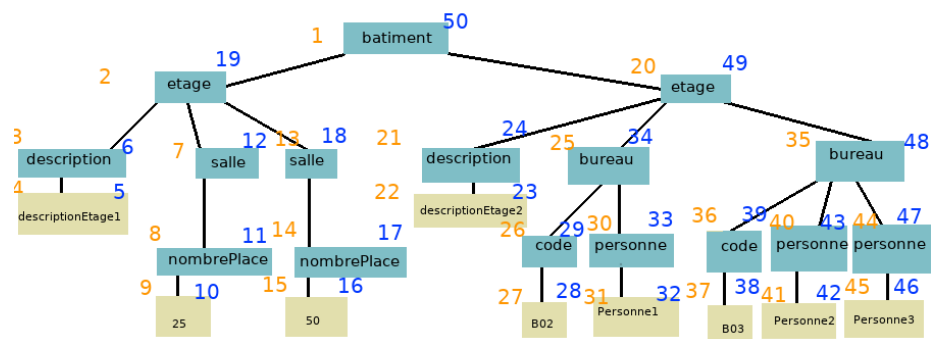 1 batiment 50
2 etage 19
20 etage 49
3 description 6
7 salle 12
13 salle 18
21 description 24
25 bureau 34
35 bureau 48
4 descriptionEtage1 5
8 nombrePlace 11
14 nombrePlace 17
22 descriptionEtage2 23
26 code 29
30 personne 33
36 code 39
40 personne 43
44 personne 47
9 25 10
15 50 16
27 B02 28
31 Personne1 32
37 B03 38
41 Personne2 42
45 Personne3 46